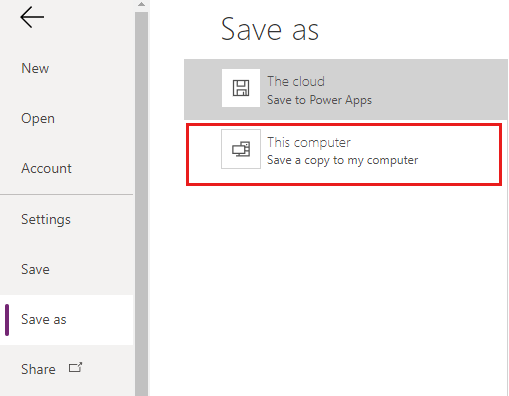 Save as
New
Open
Account
Settings
Save
Save as
Share
The cloud
Save to Power Apps
This computer
Save a copy to my computer